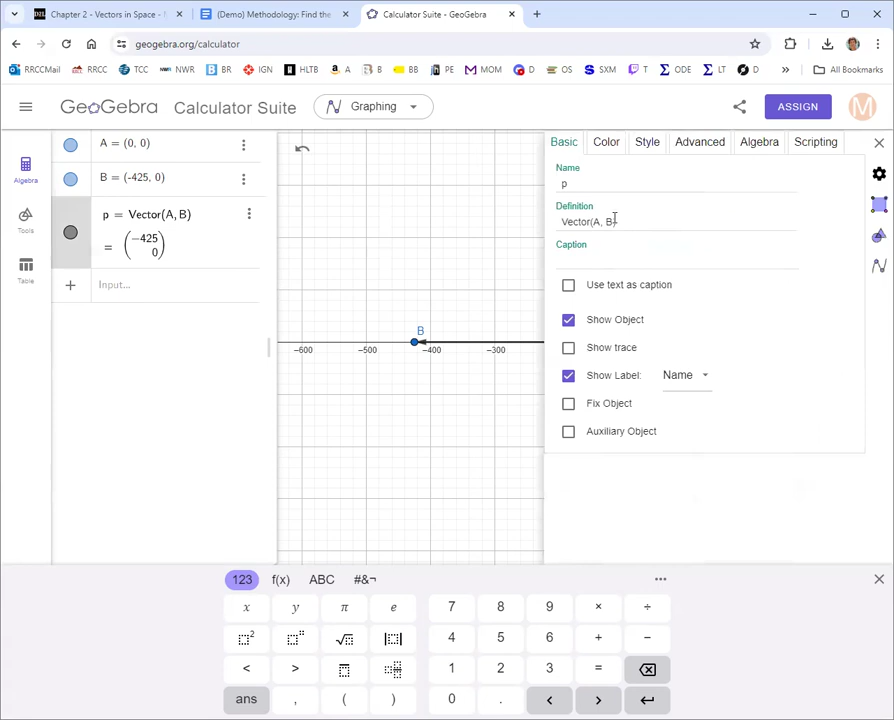 Chapter 2 - Vectors in Space -
(Demo) Methodology: Find the
Calculator Suite - GeoGebra
geogebra.org/calculator
RRCCMail
RRCC
TCC
NWR
BR
IGN
HLTB
A
B
BB
PE
MOM
D
OS
SXM
T
ODE
LT
D
All Bookmarks
GeoGebra
Calculator Suite
Graphing
ASSIGN
M
Algebra
Tools
Table
A = (0, 0)
B = (-425, 0)
p = Vector(A, B)
= (−425
0)
Input...
B
−600
−500
−400
−300
Basic
Color
Style
Advanced
Algebra
Scripting
Name
p
Definition
Vector(A, B)
Caption
Use text as caption
Show Object
Show trace
Show Label:
Name
Fix Object
Auxiliary Object
123
f(x)
ABC
#&¬
x y π e 7 8 9 × ÷
□² □ √□ |□| 4 5 6 + −
< > 1 2 3 =
ans , ( ) 0 . < >